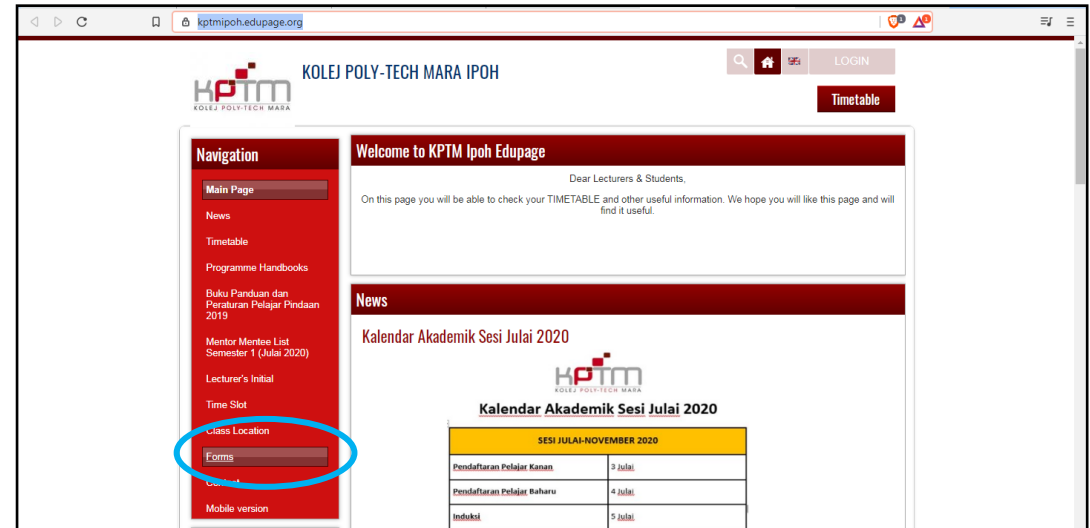 kptmipoh.edupage.org
KPTM
KOLEJ POLY-TECH MARA
KOLEJ POLY-TECH MARA IPOH
LOGIN
Timetable
Navigation
Main Page
News
Timetable
Programme Handbooks
Buku Panduan dan
Peraturan Pelajar Pindaan
2019
Mentor Mentee List
Semester 1 (Julai 2020)
Lecturer's Initial
Time Slot
Class Location
Forms
Mobile version
Welcome to KPTM Ipoh Edupage
Dear Lecturers & Students,
On this page you will be able to check your TIMETABLE and other useful information. We hope you will like this page and will
find it useful.
News
Kalendar Akademik Sesi Julai 2020
KPTM
KOLEJ POLY-TECH MARA
Kalendar Akademik Sesi Julai 2020
SESI JULAI-NOVEMBER 2020
Pendaftaran Pelajar Kanan 3 Julai
Pendaftaran Pelajar Baharu 4 Julai
Induksi 5 Julai